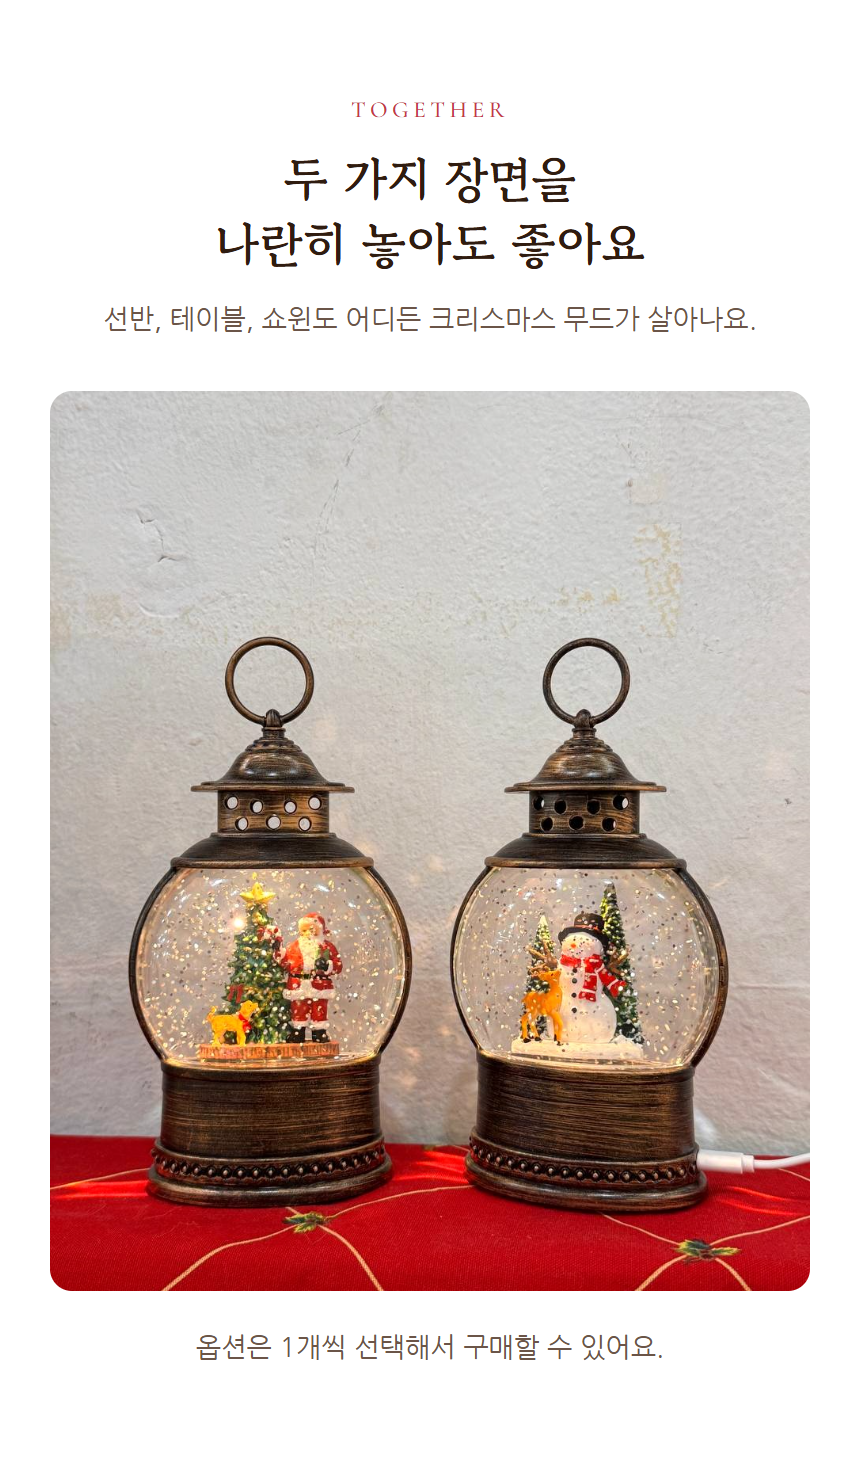 TOGETHER
두 가지 장면을
나란히 놓아도 좋아요
선반, 테이블, 쇼윈도 어디든 크리스마스 무드가 살아나요.
옵션은 1개씩 선택해서 구매할 수 있어요.